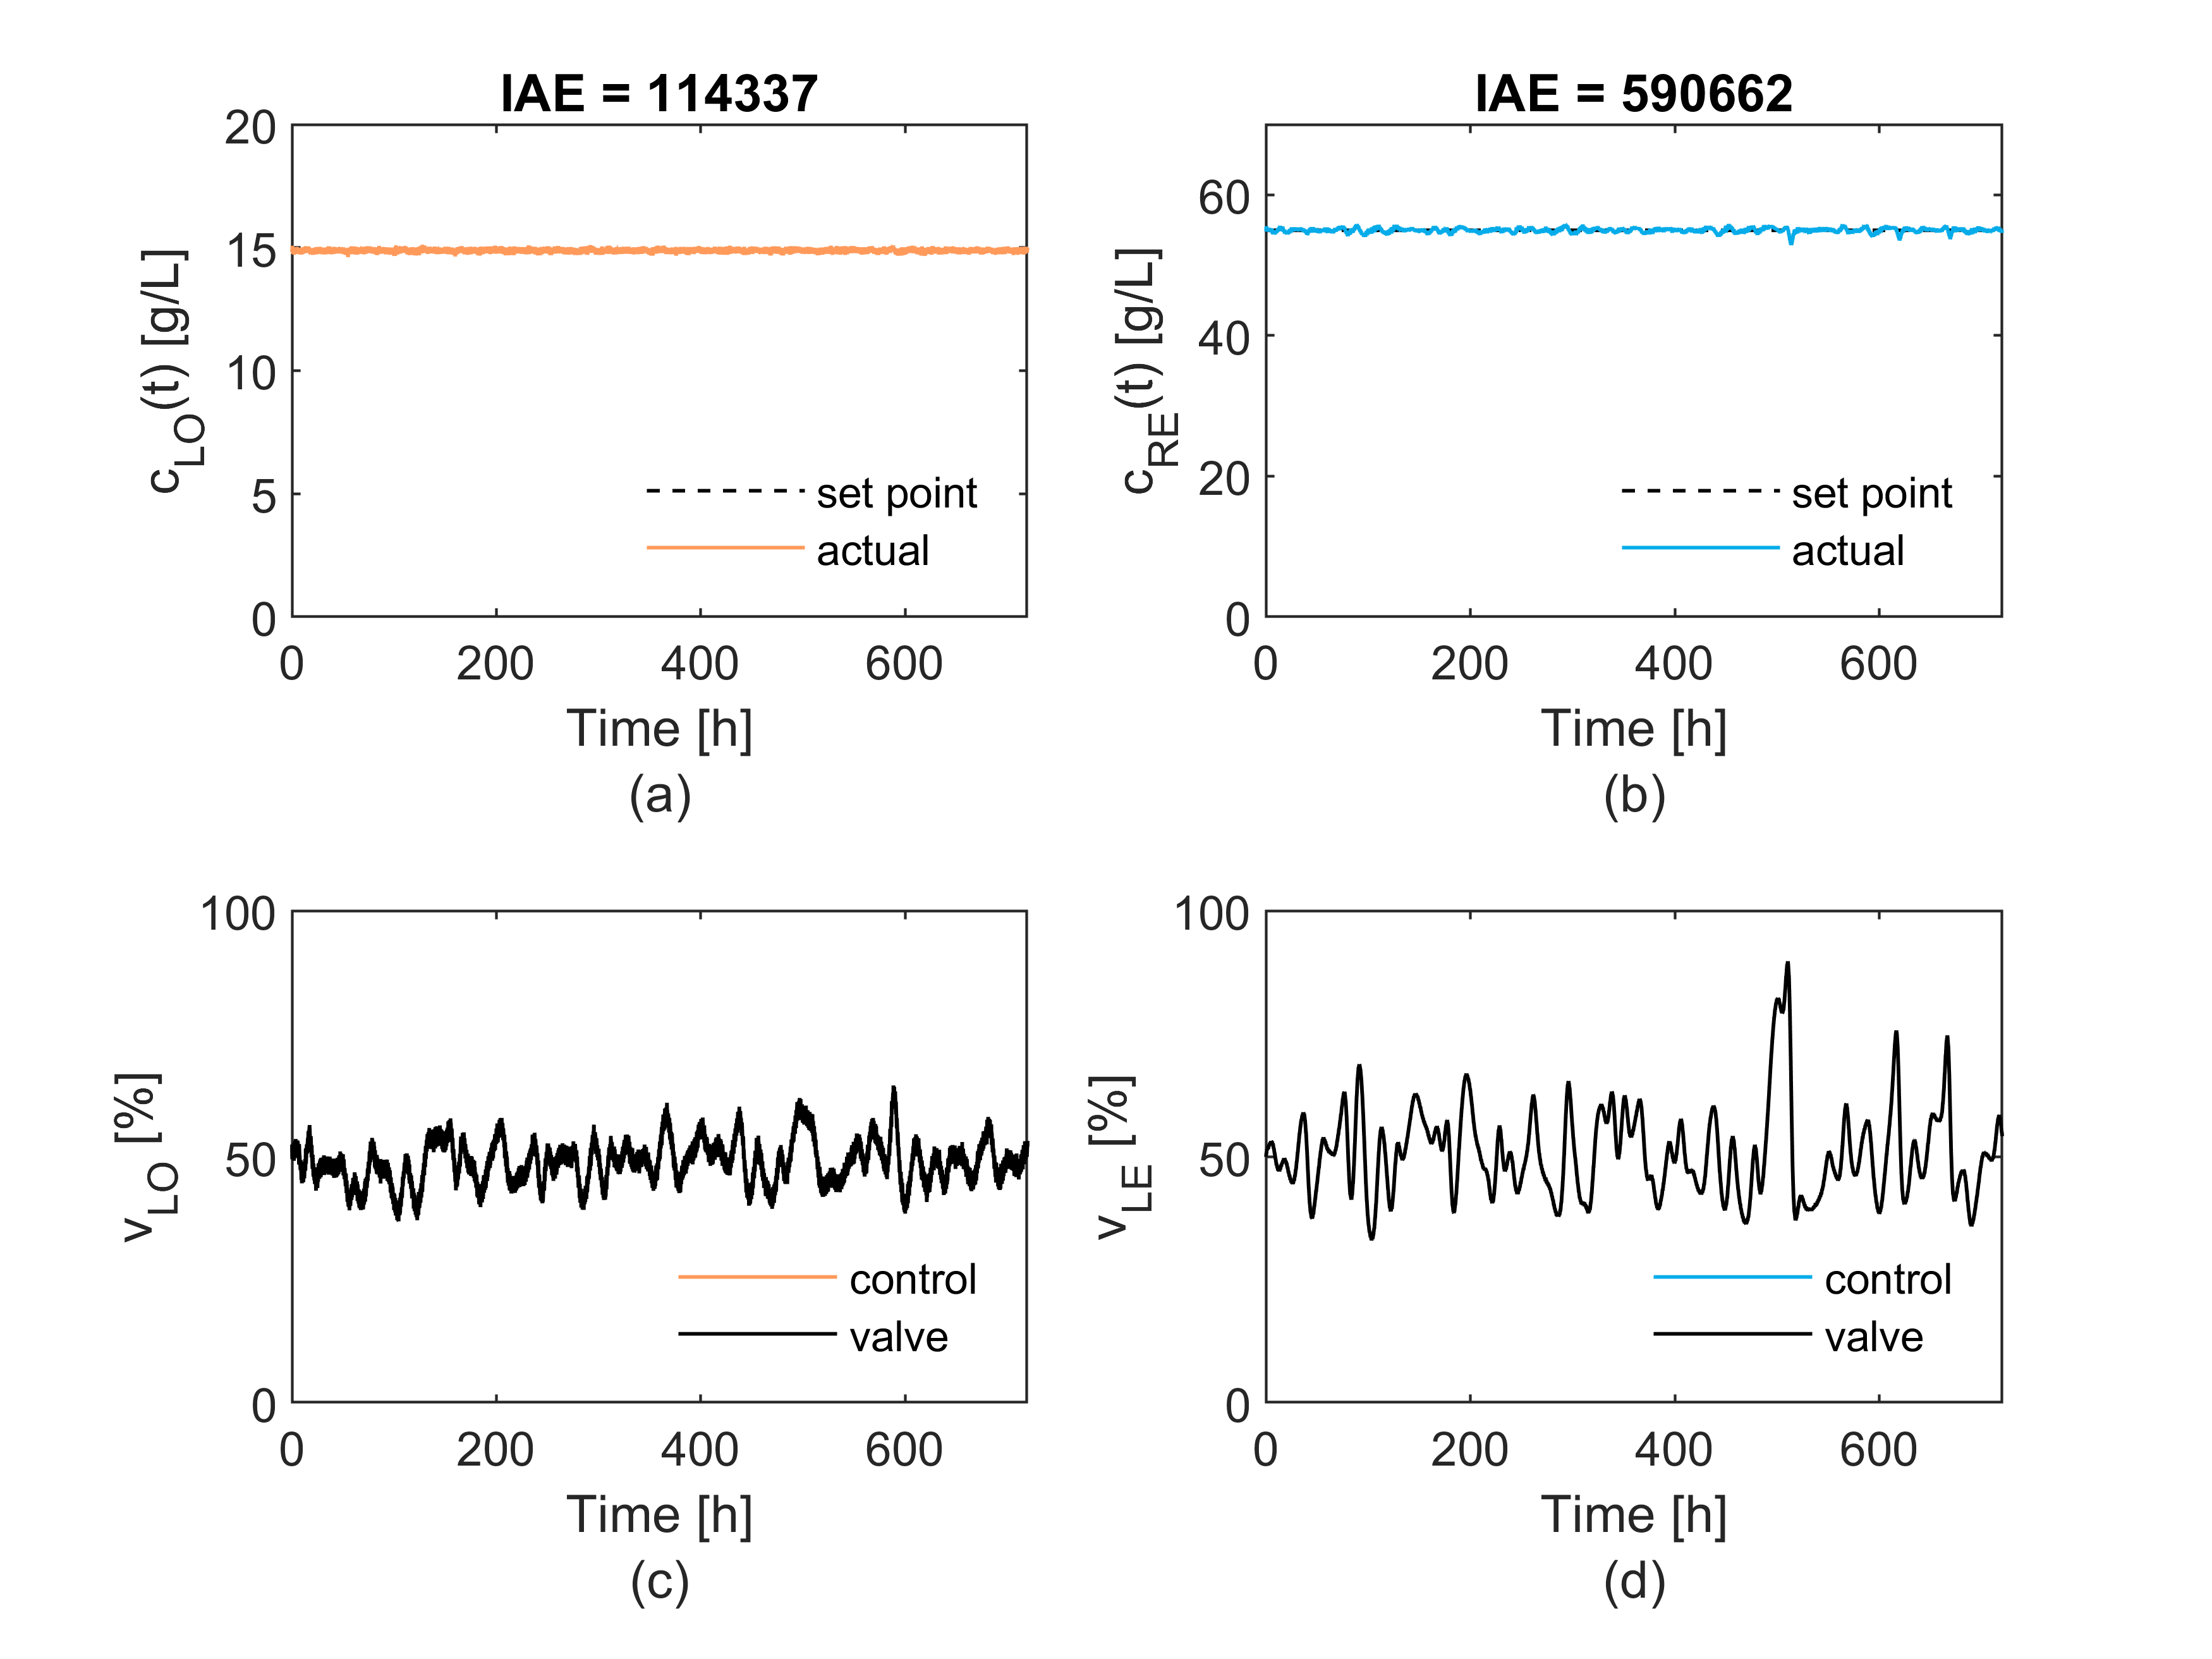 IAE = 114337
20
15
10
5
0
c_LO(t) [g/L]
set point
actual
0 200 400 600
Time [h]
(a)
IAE = 590662
60
40
20
0
c_RE(t) [g/L]
set point
actual
0 200 400 600
Time [h]
(b)
100
50
0
v_LO [%]
control
valve
0 200 400 600
Time [h]
(c)
100
50
0
v_LE [%]
control
valve
0 200 400 600
Time [h]
(d)